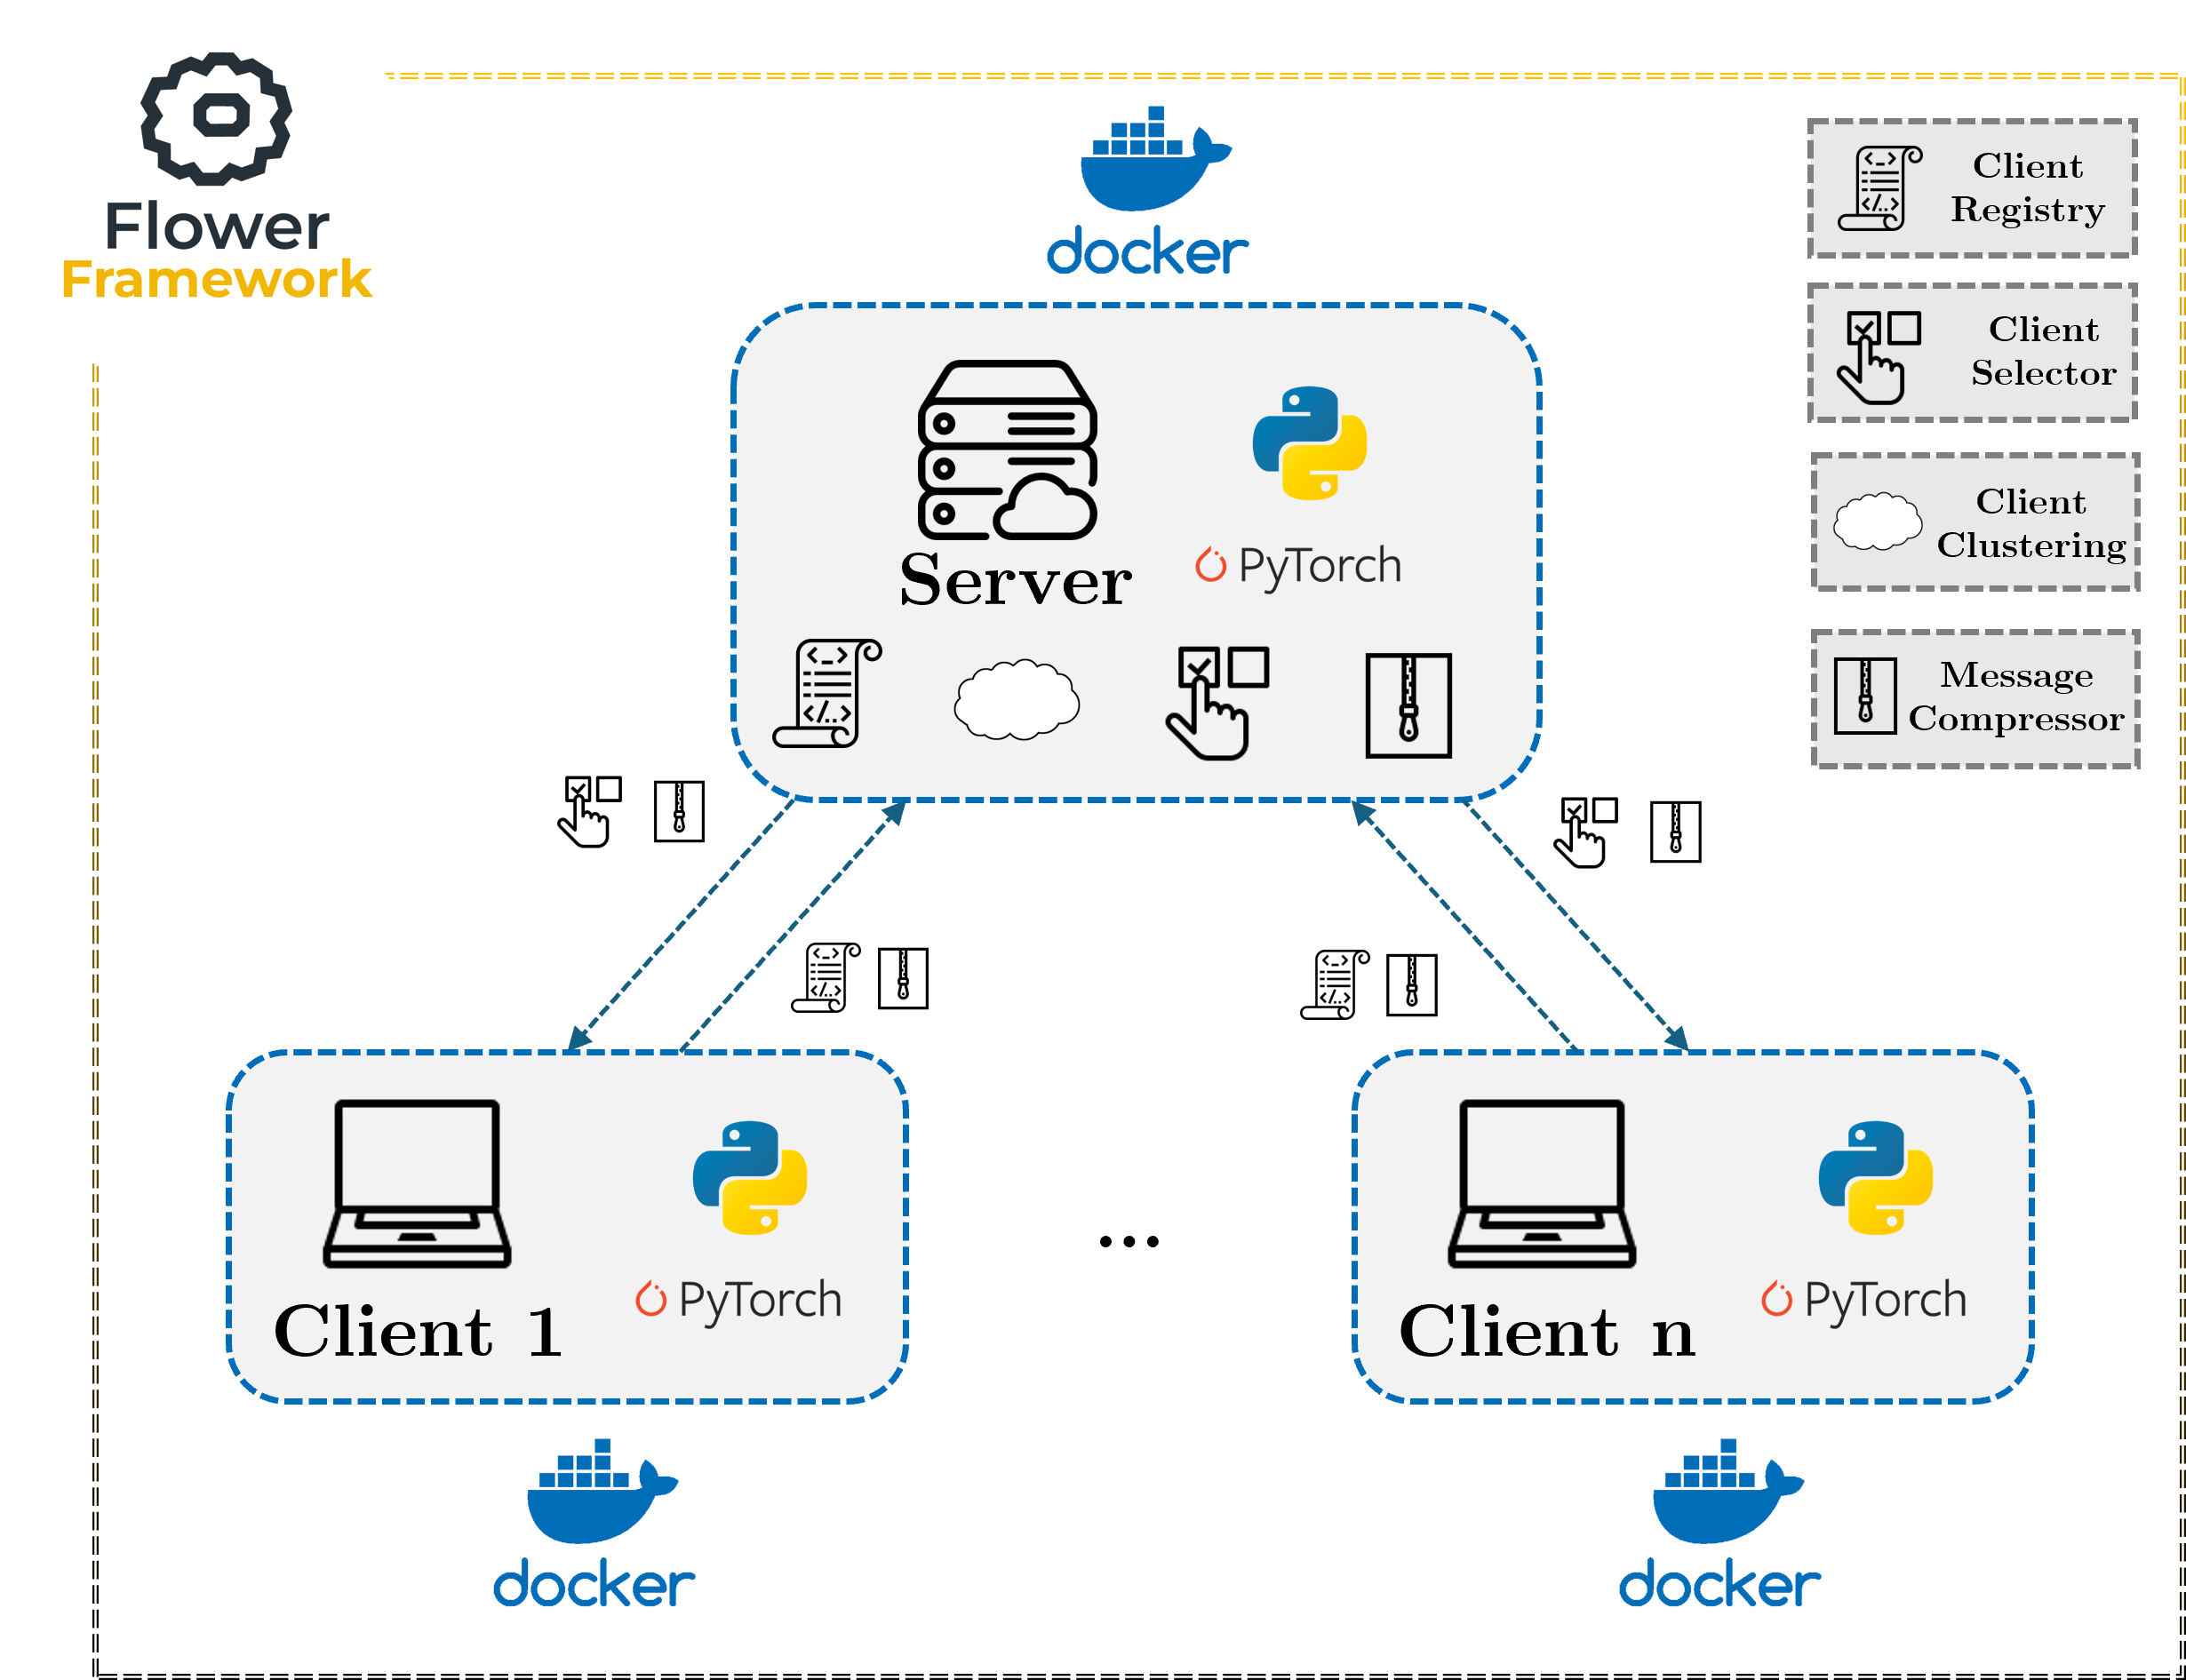 Flower
Framework
docker
Client
Registry
Client
Selector
Client
Clustering
Message
Compressor
Server
PyTorch
...
Client 1
PyTorch
Client n
PyTorch
docker
docker